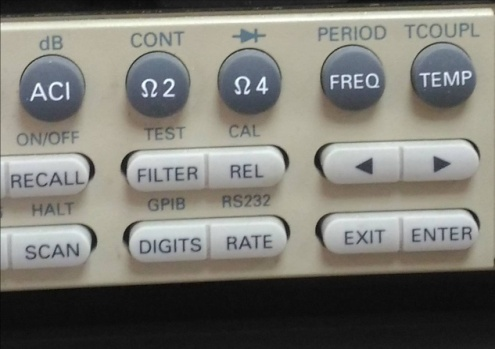 dB CONT PERIOD TCOUPL
ACI Ω2 Ω4 FREQ TEMP
ON/OFF TEST CAL
RECALL FILTER REL ◀ ▶
HALT GPIB RS232
SCAN DIGITS RATE EXIT ENTER